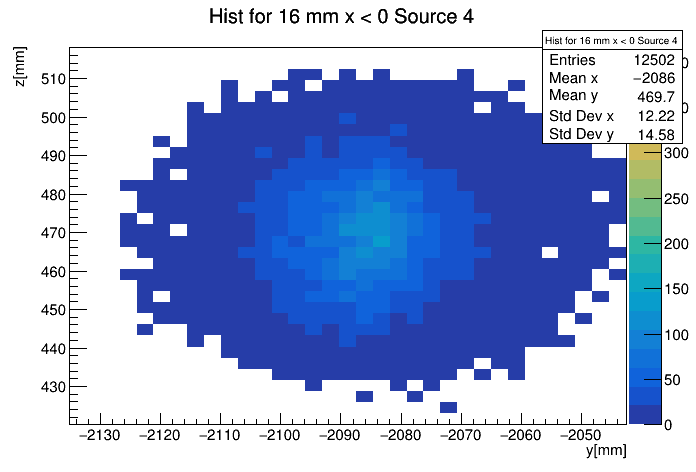 Hist for 16 mm x < 0 Source 4
Hist for 16 mm x < 0 Source 4
Entries 12502
Mean x −2086
Mean y 469.7
Std Dev x 12.22
Std Dev y 14.58
z[mm]
510
500
490
480
470
460
450
440
430
300
250
200
150
100
50
0
−2130 −2120 −2110 −2100 −2090 −2080 −2070 −2060 −2050
y[mm]